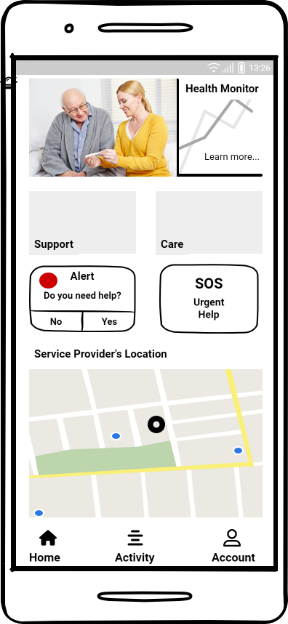 13:26
Health Monitor
Learn more...
Support
Care
Alert
Do you need help?
No
Yes
SOS
Urgent
Help
Service Provider's Location
Home
Activity
Account